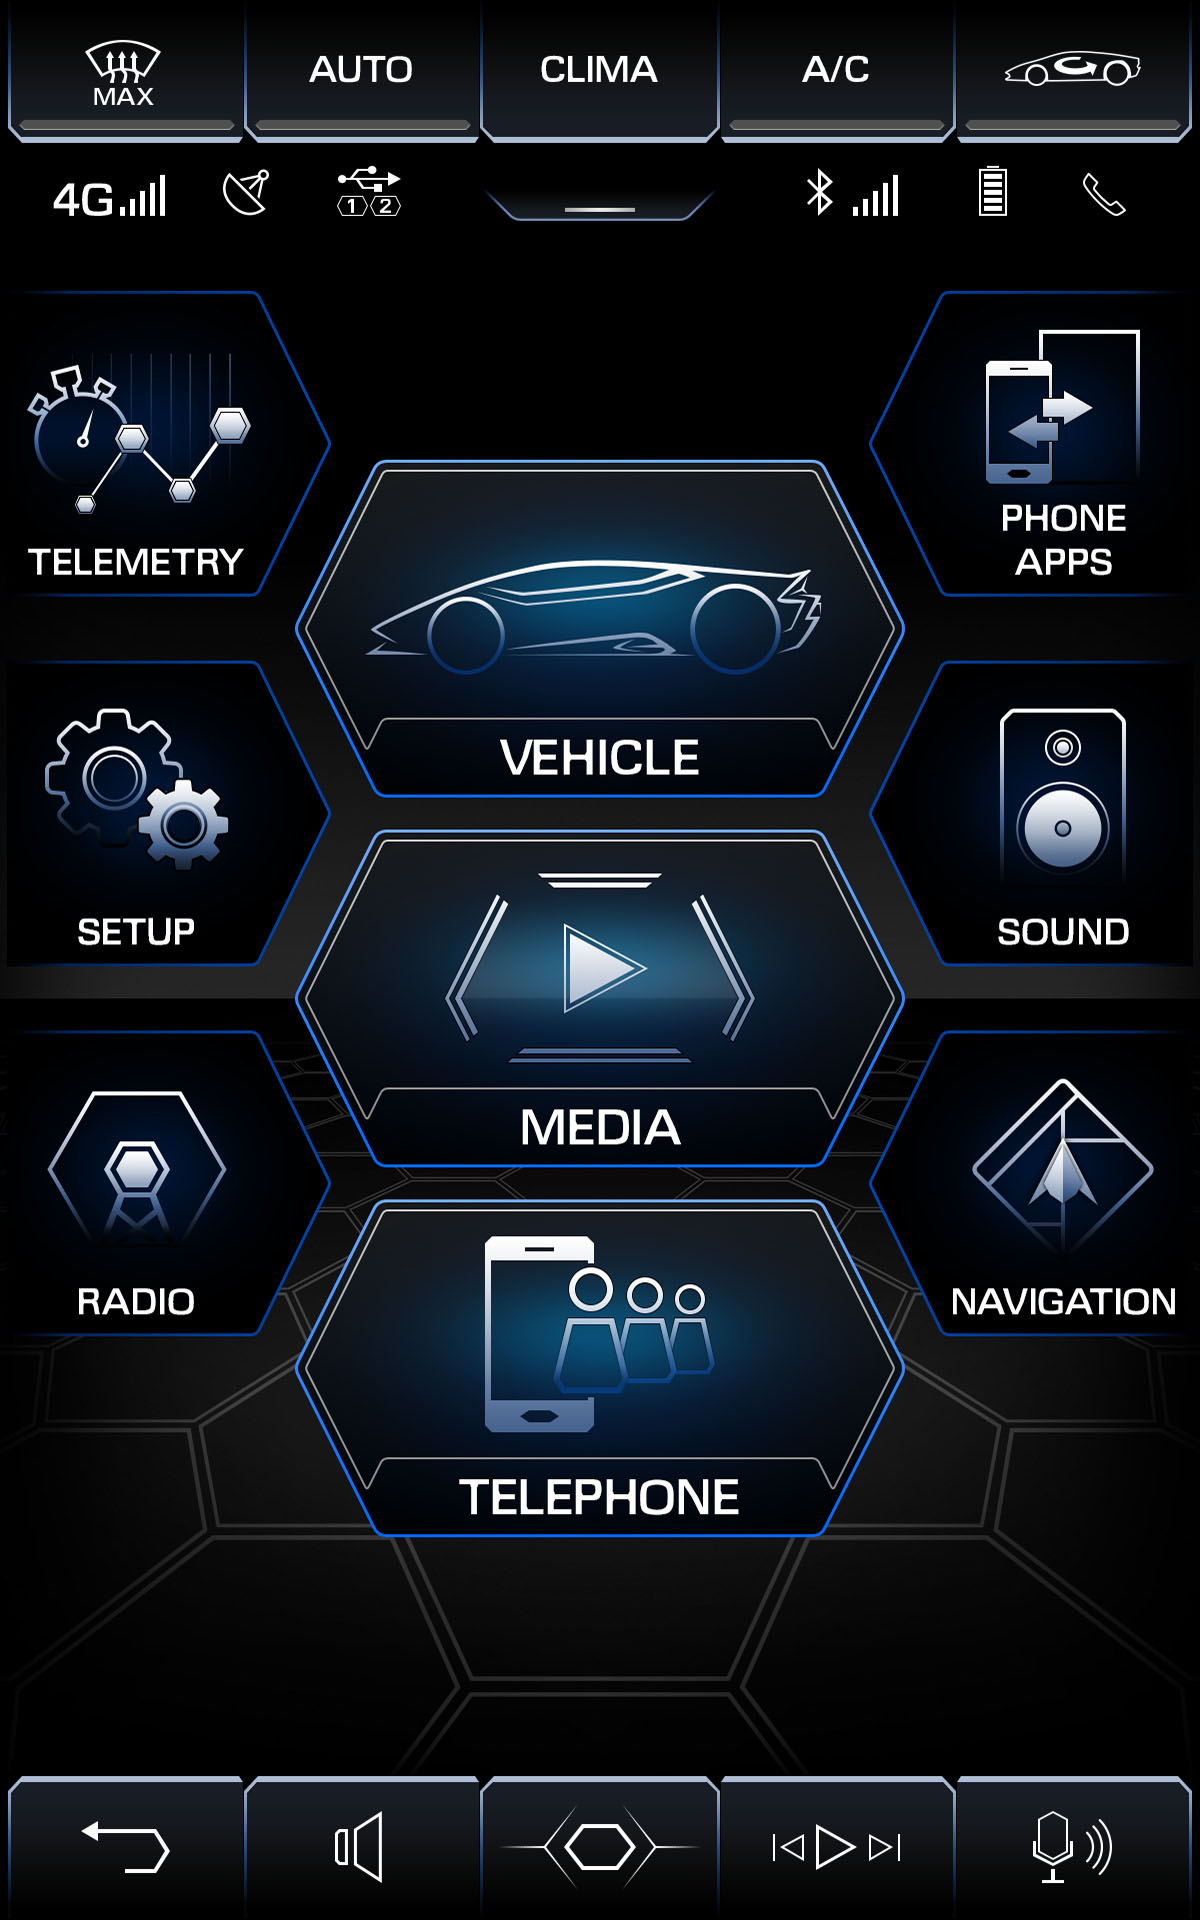 MAX
AUTO
CLIMA
A/C
4G
1 2
TELEMETRY
PHONE
APPS
VEHICLE
SETUP
SOUND
MEDIA
RADIO
NAVIGATION
TELEPHONE